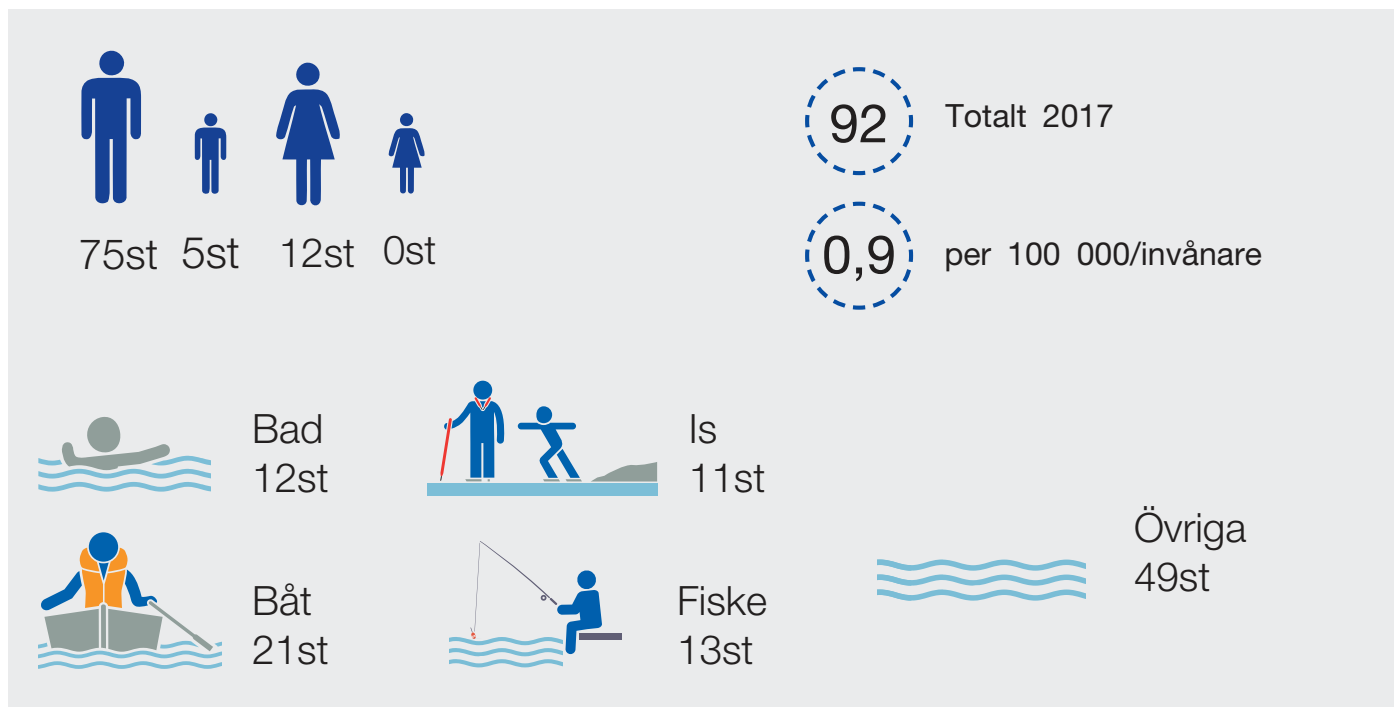 75st 5st 12st 0st
92 Totalt 2017
0,9 per 100 000/invånare
Bad
12st
Is
11st
Båt
21st
Fiske
13st
Övriga
49st